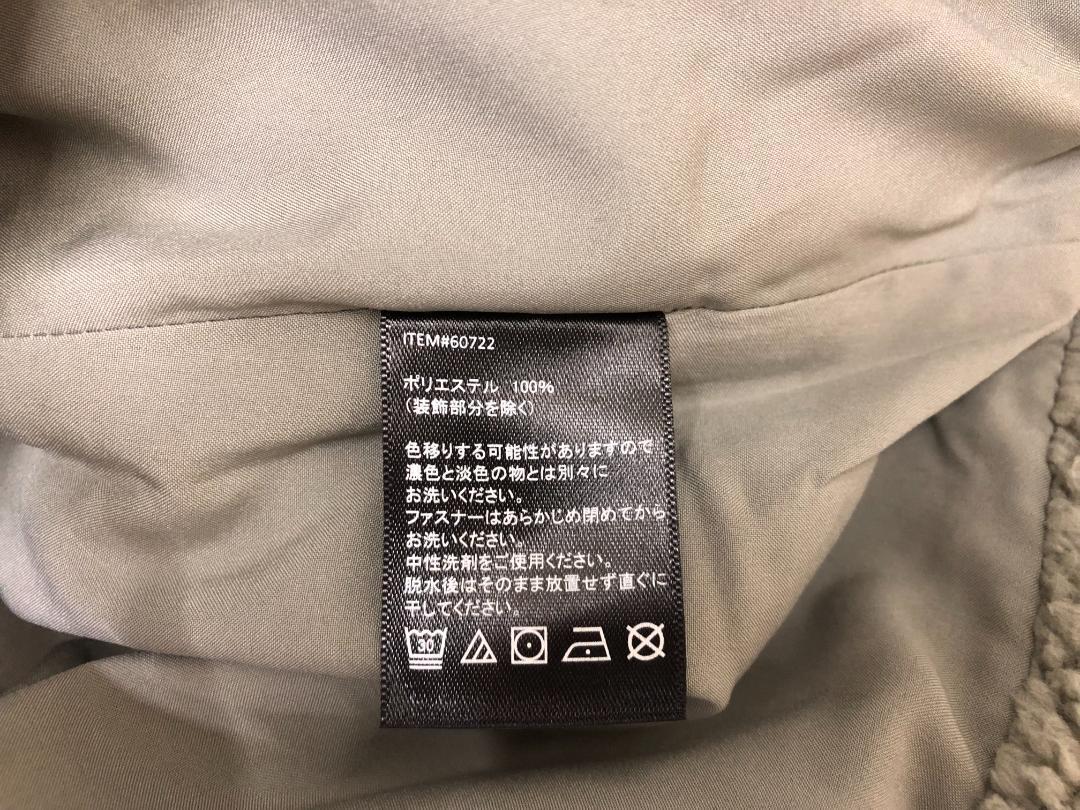 ITEM#60722
ポリエステル 100%
(装飾部分を除く)
色移りする可能性がありますので
濃色と淡色の物とは別々に
お洗いください。
ファスナーはあらかじめ閉めてから
お洗いください。
中性洗剤をご使用ください。
脱水後はそのまま放置せず直ぐに
干してください。
30